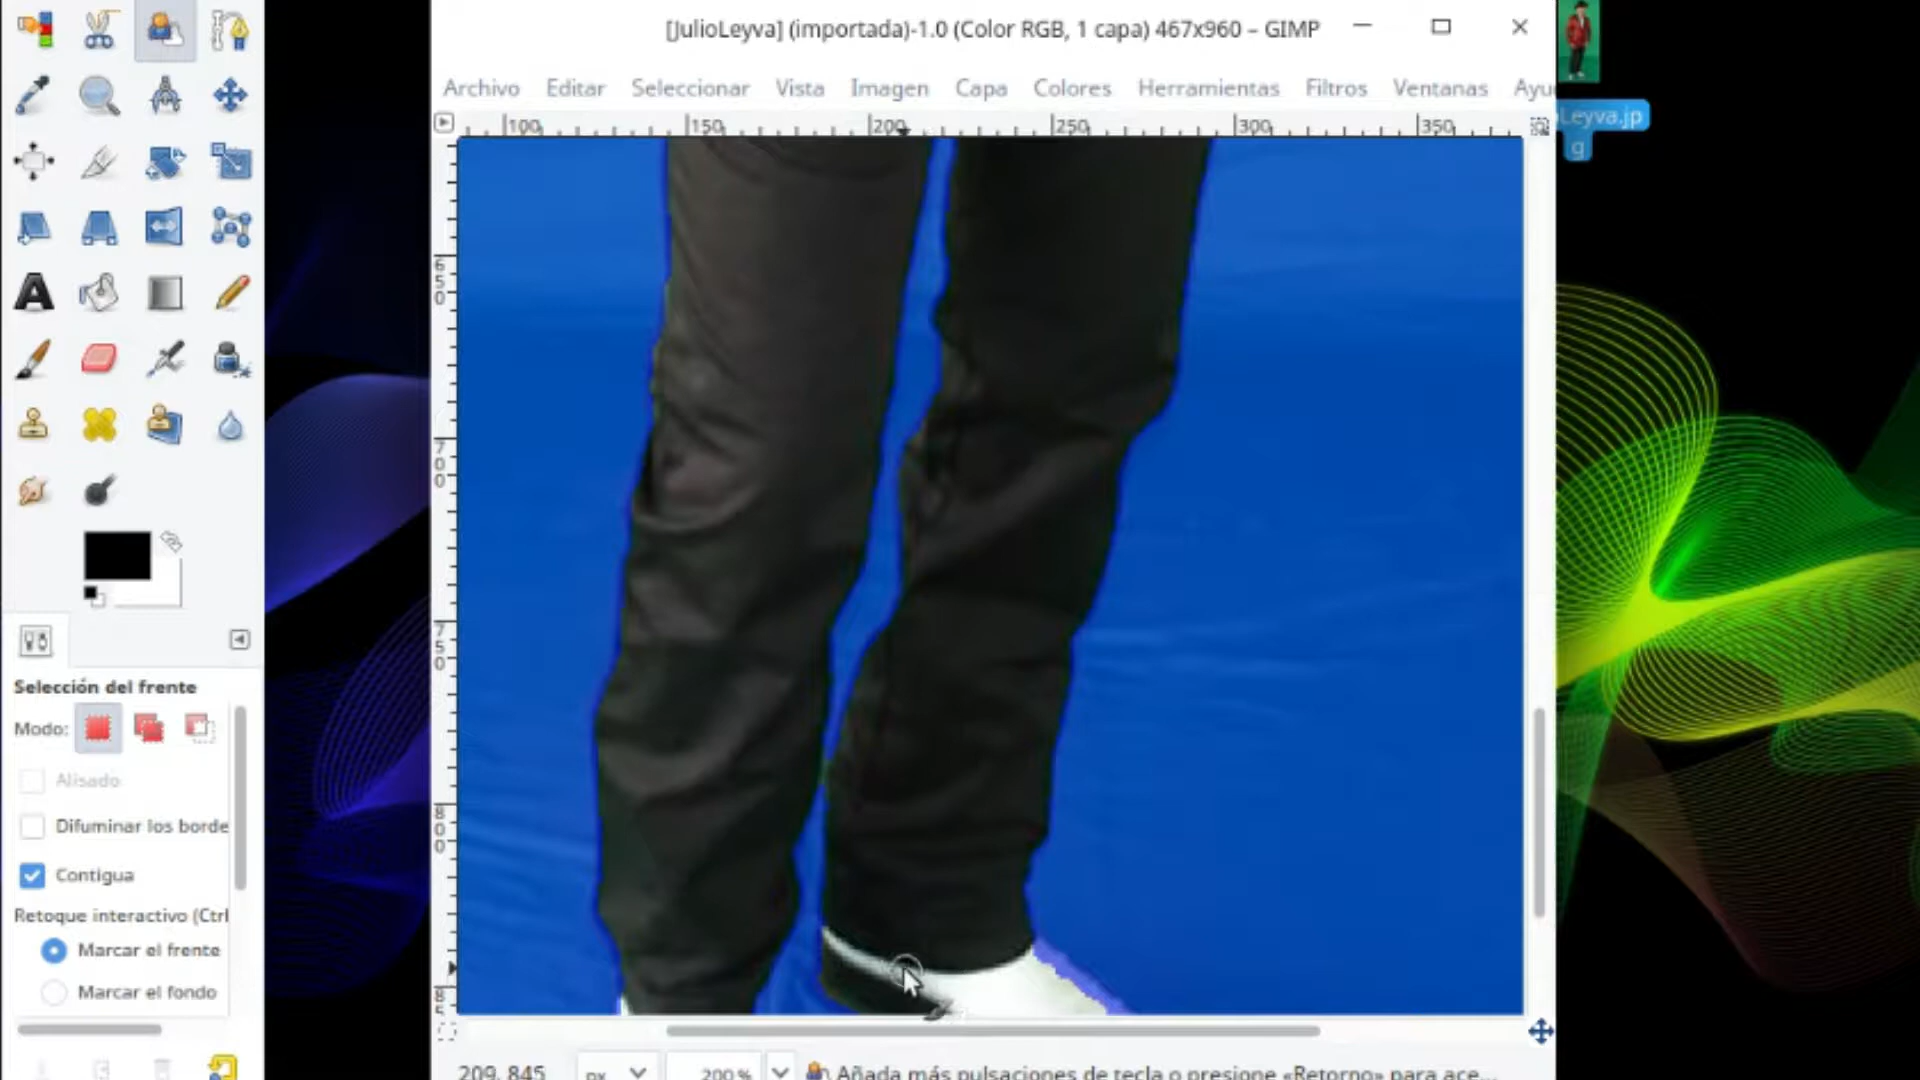 [JulioLeyva] (importada)-1.0 (Color RGB, 1 capa) 467x960 – GIMP
Archivo Editar Seleccionar Vista Imagen Capa Colores Herramientas Filtros Ventanas Ayu
100 150 200 250 300 350
650
700
750
800
85
Leyva.jp
g
Selección del frente
Modo:
Alisado
Difuminar los borde
Contigua
Retoque interactivo (Ctrl
Marcar el frente
Marcar el fondo
209, 845 px 200 % Añada más pulsaciones de tecla o presione «Retorno» para ace...